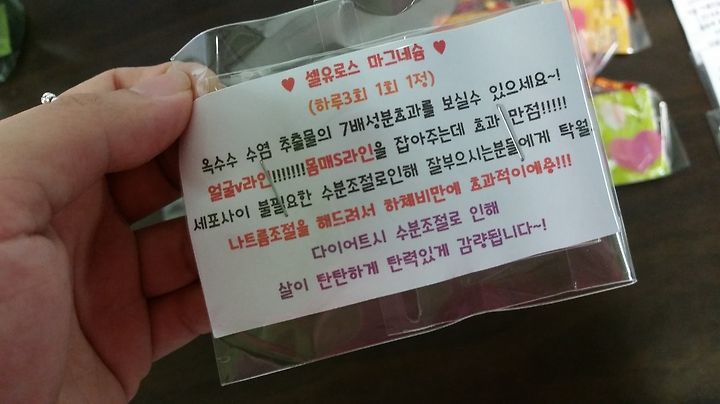 ♥ 셀유로스 마그네슘 ♥
(하루3회 1회 1정)
옥수수 수염 추출물의 7배성분효과를 보실수 있으세요~!
얼굴v라인!!!!!!!몸매S라인을 잡아주는데 효과 만점!!!!!
세포사이 불필요한 수분조절로인해 잘부으시는분들에게 탁월
나트륨조절을 해드려서 하체비만에 효과적이에용!!!
다이어트시 수분조절로 인해
살이 탄탄하게 탄력있게 감량됩니다~!